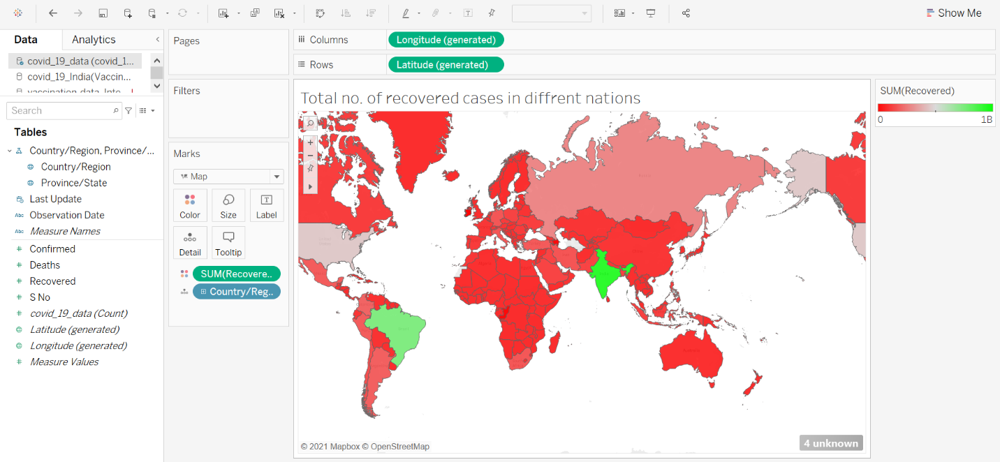 Show Me
Data
Analytics
covid_19_data (covid_1...
covid_19_India(Vaccin...
Search
Tables
Country/Region, Province/...
Country/Region
Province/State
Last Update
Abc Observation Date
Abc Measure Names
# Confirmed
# Deaths
# Recovered
# S No
# covid_19_data (Count)
Latitude (generated)
Longitude (generated)
# Measure Values
Pages
Filters
Marks
Map
Color
Size
T
Label
Detail
Tooltip
SUM(Recovere..
Country/Reg..
Columns
Longitude (generated)
Rows
Latitude (generated)
Total no. of recovered cases in diffrent nations
© 2021 Mapbox © OpenStreetMap
4 unknown
SUM(Recovered)
0
1B